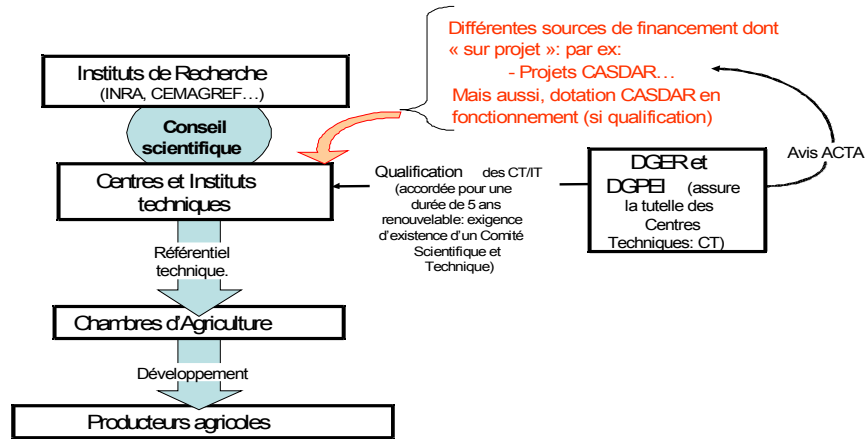 Instituts de Recherche
(INRA, CEMAGREF…)
Conseil
scientifique
Centres et Instituts
techniques
Référentiel
technique.
Chambres d'Agriculture
Développement
Producteurs agricoles
Différentes sources de financement dont
« sur projet »: par ex:
- Projets CASDAR…
Mais aussi, dotation CASDAR en
fonctionnement (si qualification)
Qualification des CT/IT
(accordée pour une
durée de 5 ans
renouvelable: exigence
d'existence d'un Comité
Scientifique et
Technique)
DGER et
DGPEI (assure
la tutelle des
Centres
Techniques: CT)
Avis ACTA